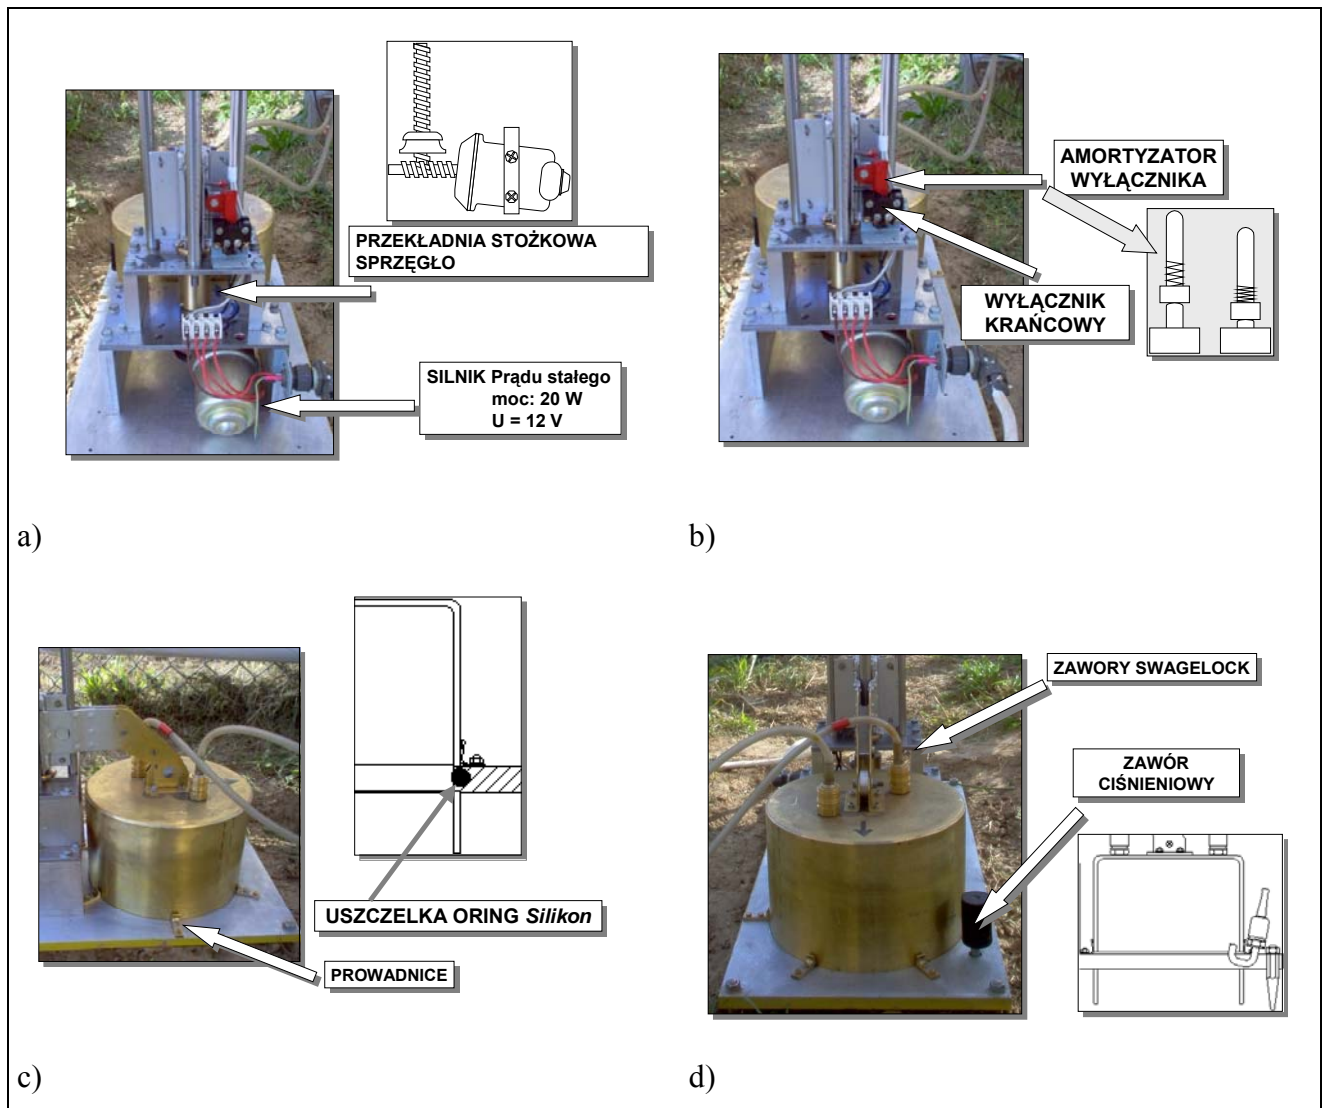 PRZEKŁADNIA STOŻKOWA
SPRZĘGŁO
SILNIK Prądu stałego
moc: 20 W
U = 12 V
a)
AMORTYZATOR
WYŁĄCZNIKA
WYŁĄCZNIK
KRAŃCOWY
b)
USZCZELKA ORING Silikon
PROWADNICE
c)
ZAWORY SWAGELOCK
ZAWÓR
CIŚNIENIOWY
d)